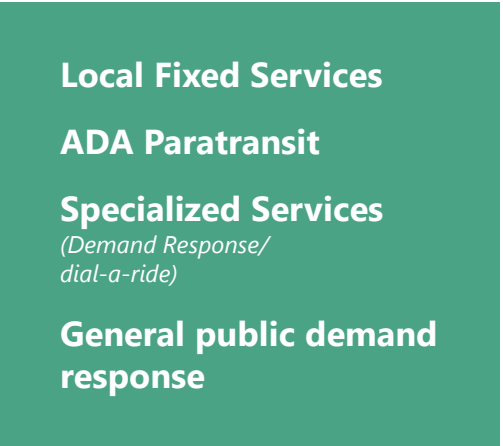 Local Fixed Services
ADA Paratransit
Specialized Services
(Demand Response/
dial-a-ride)
General public demand
response